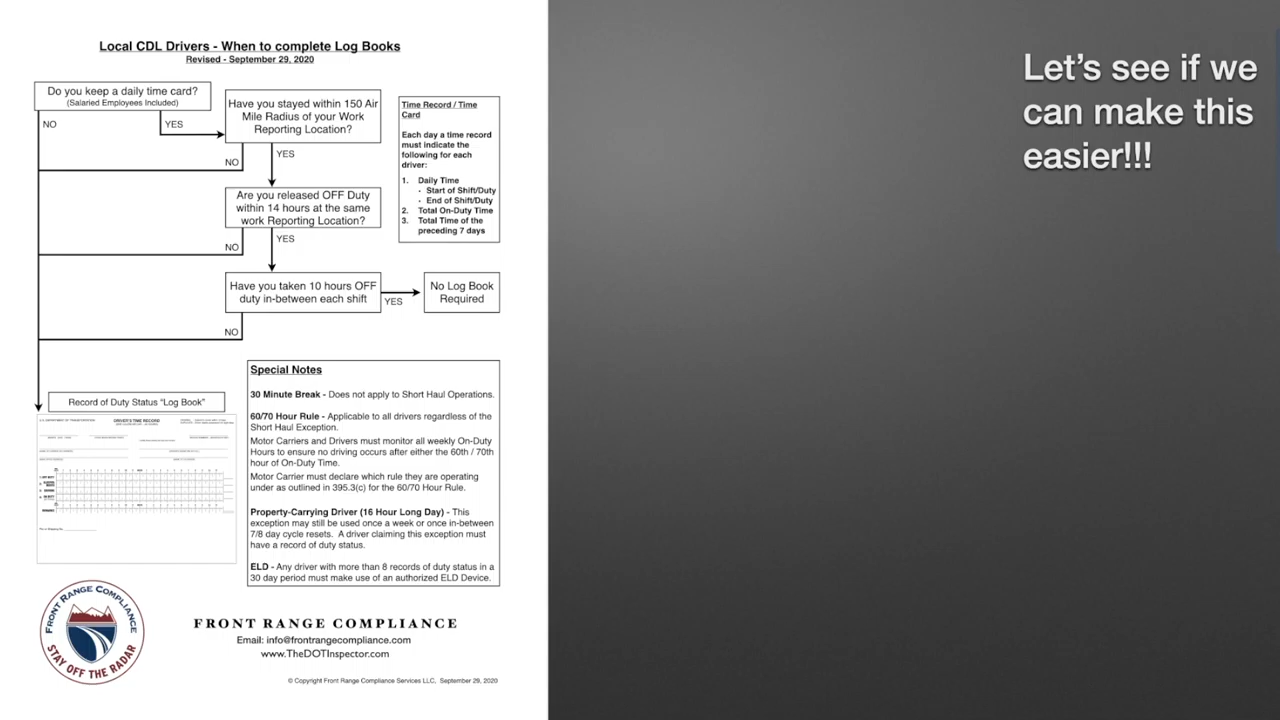 Local CDL Drivers - When to complete Log Books
Revised - September 29, 2020
Do you keep a daily time card?
(Salaried Employees Included)
NO
YES
Have you stayed within 150 Air
Mile Radius of your Work
Reporting Location?
NO
YES
Are you released OFF Duty
within 14 hours at the same
work Reporting Location?
NO
YES
Have you taken 10 hours OFF
duty in-between each shift
YES
NO
No Log Book
Required
Time Record / Time
Card
Each day a time record
must indicate the
following for each
driver:
1. Daily Time
- Start of Shift/Duty
- End of Shift/Duty
2. Total On-Duty Time
3. Total Time of the
preceding 7 days
Record of Duty Status “Log Book”
DRIVER'S TIME RECORD
Special Notes
30 Minute Break - Does not apply to Short Haul Operations.
60/70 Hour Rule - Applicable to all drivers regardless of the
Short Haul Exception.
Motor Carriers and Drivers must monitor all weekly On-Duty
Hours to ensure no driving occurs after either the 60th / 70th
hour of On-Duty Time.
Motor Carrier must declare which rule they are operating
under as outlined in 395.3(c) for the 60/70 Hour Rule.
Property-Carrying Driver (16 Hour Long Day) - This
exception may still be used once a week or once in-between
7/8 day cycle resets. A driver claiming this exception must
have a record of duty status.
ELD - Any driver with more than 8 records of duty status in a
30 day period must make use of an authorized ELD Device.
FRONT RANGE COMPLIANCE
STAY OFF THE RADAR
FRONT RANGE COMPLIANCE
Email: info@frontrangecompliance.com
www.TheDOTInspector.com
© Copyright Front Range Compliance Services LLC, September 29, 2020
Let’s see if we
can make this
easier!!!